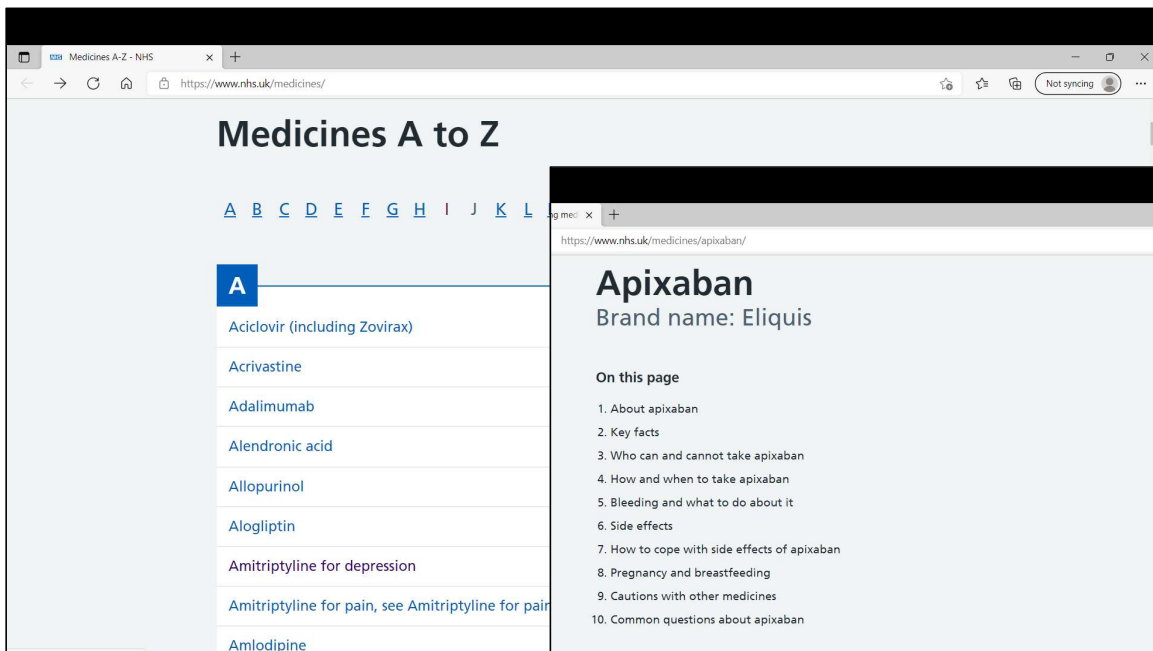 NHS Medicines A-Z - NHS
https://www.nhs.uk/medicines/
Not syncing
Medicines A to Z
A B C D E F G H I J K L
A
Aciclovir (including Zovirax)
Acrivastine
Adalimumab
Alendronic acid
Allopurinol
Alogliptin
Amitriptyline for depression
Amitriptyline for pain, see Amitriptyline for pain
Amlodipine
ng med
https://www.nhs.uk/medicines/apixaban/
Apixaban
Brand name: Eliquis
On this page
1. About apixaban
2. Key facts
3. Who can and cannot take apixaban
4. How and when to take apixaban
5. Bleeding and what to do about it
6. Side effects
7. How to cope with side effects of apixaban
8. Pregnancy and breastfeeding
9. Cautions with other medicines
10. Common questions about apixaban